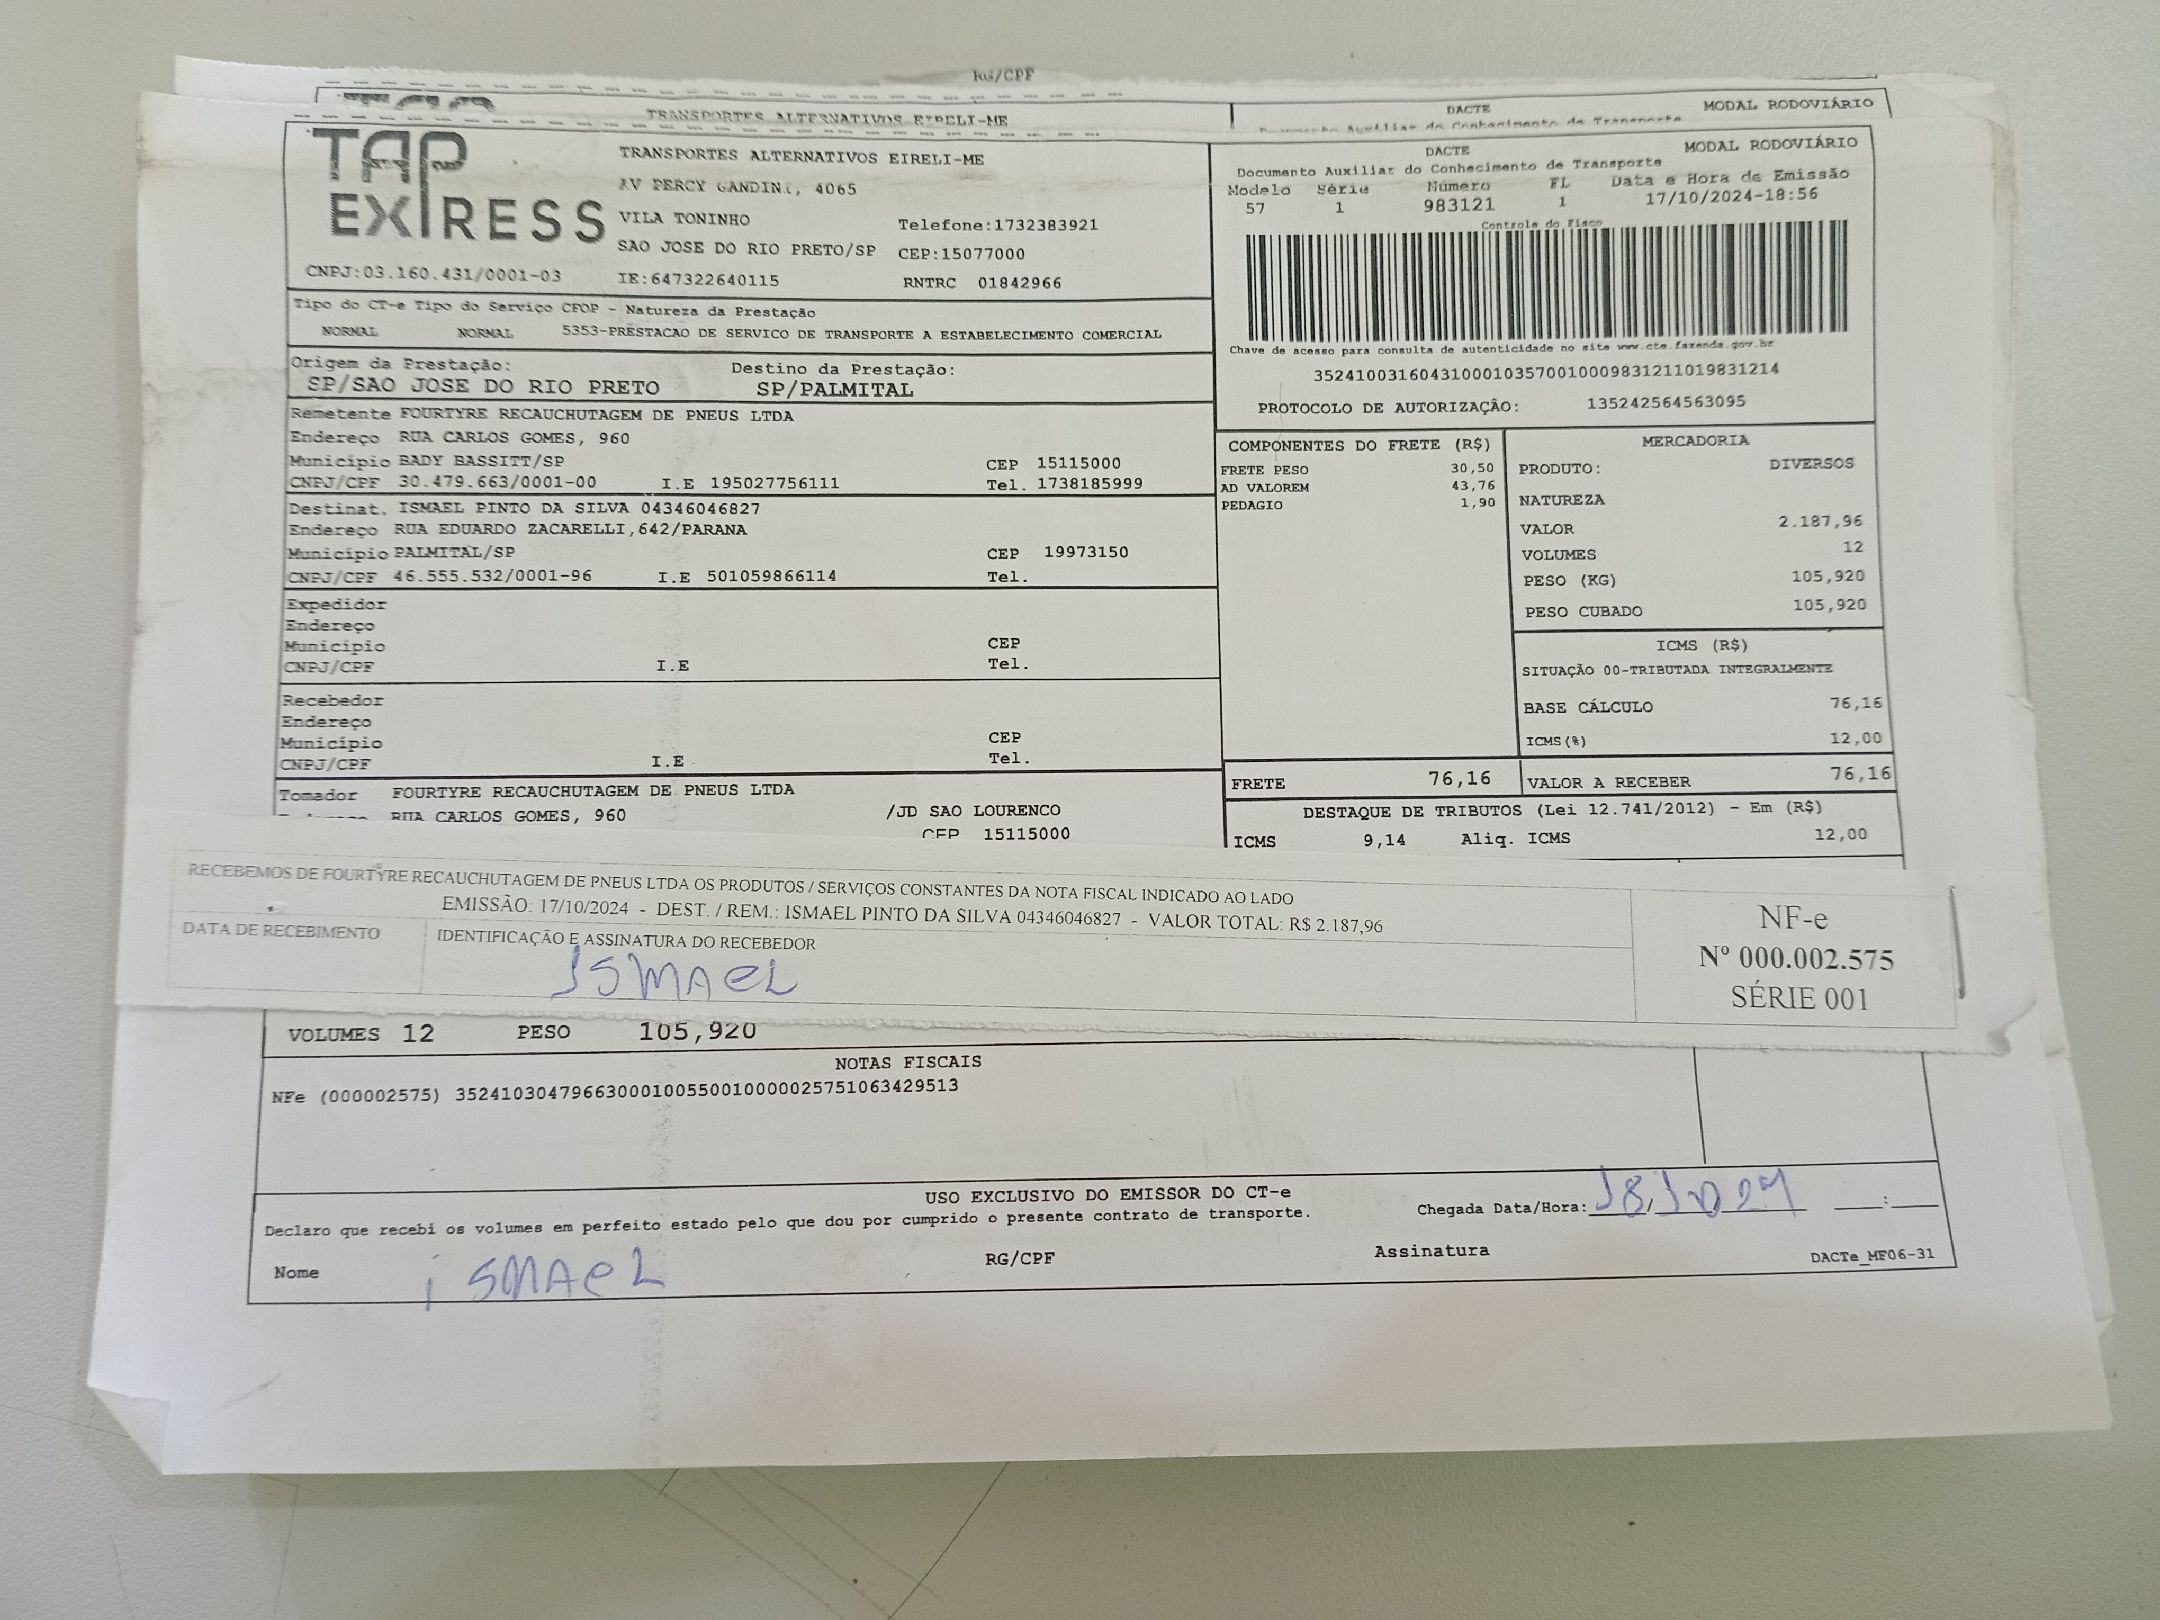 RG/CPF
TRANSPORTES ALTERNATIVOS EIRELI-ME
DACTE
MODAL RODOVIÁRIO
Documento Auxiliar do Conhecimento de Transporte
TAP EXPRESS
TRANSPORTES ALTERNATIVOS EIRELI-ME
AV PERCY GANDINI, 4065
VILA TONINHO Telefone:1732383921
SAO JOSE DO RIO PRETO/SP CEP:15077000
CNPJ:03.160.431/0001-03 IE:647322640115 RNTRC 01842966
DACTE MODAL RODOVIÁRIO
Documento Auxiliar do Conhecimento de Transporte
Modelo Série Número FL Data e Hora de Emissão
57 1 983121 1 17/10/2024-18:56
Controle do Fisco
Chave de acesso para consulta de autenticidade no site www.cte.fazenda.gov.br
35241003160431000103570010009831211019831214
PROTOCOLO DE AUTORIZAÇÃO: 135242564563095
Tipo do CT-e Tipo do Serviço CFOP - Natureza da Prestação
NORMAL NORMAL 5353-PRESTACAO DE SERVICO DE TRANSPORTE A ESTABELECIMENTO COMERCIAL
Origem da Prestação: Destino da Prestação:
SP/SAO JOSE DO RIO PRETO SP/PALMITAL
Remetente FOURTYRE RECAUCHUTAGEM DE PNEUS LTDA
Endereço RUA CARLOS GOMES, 960
Município BADY BASSITT/SP CEP 15115000
CNPJ/CPF 30.479.663/0001-00 I.E 195027756111 Tel. 1738185999
Destinat. ISMAEL PINTO DA SILVA 04346046827
Endereço RUA EDUARDO ZACARELLI,642/PARANA
Município PALMITAL/SP CEP 19973150
CNPJ/CPF 46.555.532/0001-96 I.E 501059866114 Tel.
Expedidor
Endereço
Município CEP
CNPJ/CPF I.E Tel.
Recebedor
Endereço
Município CEP
CNPJ/CPF I.E Tel.
Tomador FOURTYRE RECAUCHUTAGEM DE PNEUS LTDA
RUA CARLOS GOMES, 960 /JD SAO LOURENCO
CEP 15115000
COMPONENTES DO FRETE (R$)
FRETE PESO 30,50
AD VALOREM 43,76
PEDAGIO 1,90
MERCADORIA
PRODUTO: DIVERSOS
NATUREZA
VALOR 2.187,96
VOLUMES 12
PESO (KG) 105,920
PESO CUBADO 105,920
ICMS (R$)
SITUAÇÃO 00-TRIBUTADA INTEGRALMENTE
BASE CÁLCULO 76,16
ICMS(%) 12,00
FRETE 76,16 VALOR A RECEBER 76,16
DESTAQUE DE TRIBUTOS (Lei 12.741/2012) - Em (R$)
ICMS 9,14 Aliq. ICMS 12,00
RECEBEMOS DE FOURTYRE RECAUCHUTAGEM DE PNEUS LTDA OS PRODUTOS / SERVIÇOS CONSTANTES DA NOTA FISCAL INDICADO AO LADO
EMISSÃO: 17/10/2024 - DEST. / REM.: ISMAEL PINTO DA SILVA 04346046827 - VALOR TOTAL: R$ 2.187,96
DATA DE RECEBIMENTO IDENTIFICAÇÃO E ASSINATURA DO RECEBEDOR
ISMAeL
NF-e
Nº 000.002.575
SÉRIE 001
VOLUMES 12 PESO 105,920
NOTAS FISCAIS
NFe (000002575) 35241030479663000100550010000025751063429513
USO EXCLUSIVO DO EMISSOR DO CT-e
Declaro que recebi os volumes em perfeito estado pelo que dou por cumprido o presente contrato de transporte.
Chegada Data/Hora: 18/10 24 :
Nome iSMAeL RG/CPF Assinatura
DACTe_MF06-31